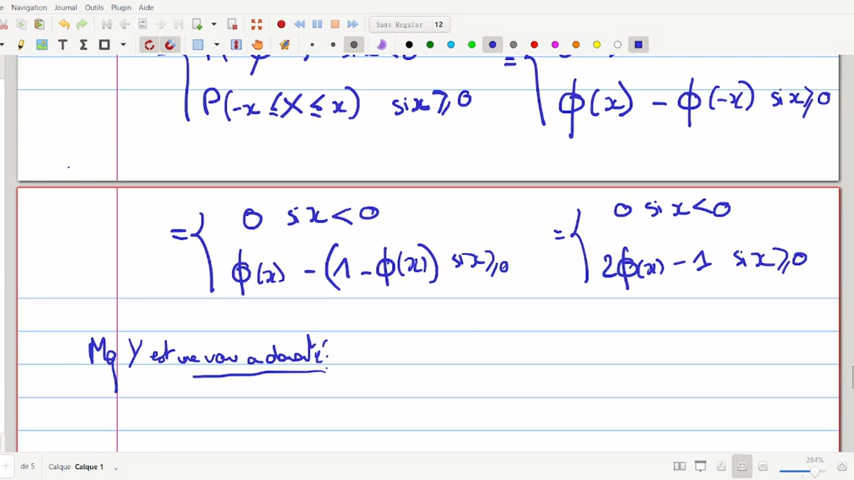 Navigation Journal Outils Plugin Aide
Sans Regular 12
P(-x ≤ X ≤ x) si x ≥ 0
Φ(x) - Φ(-x) si x ≥ 0
= { 0 si x < 0
Φ(x) - (1 - Φ(x)) si x ≥ 0
= { 0 si x < 0
2Φ(x) - 1 si x ≥ 0
Mq Y est une var a densité:
de 5 Calque Calque 1 284%